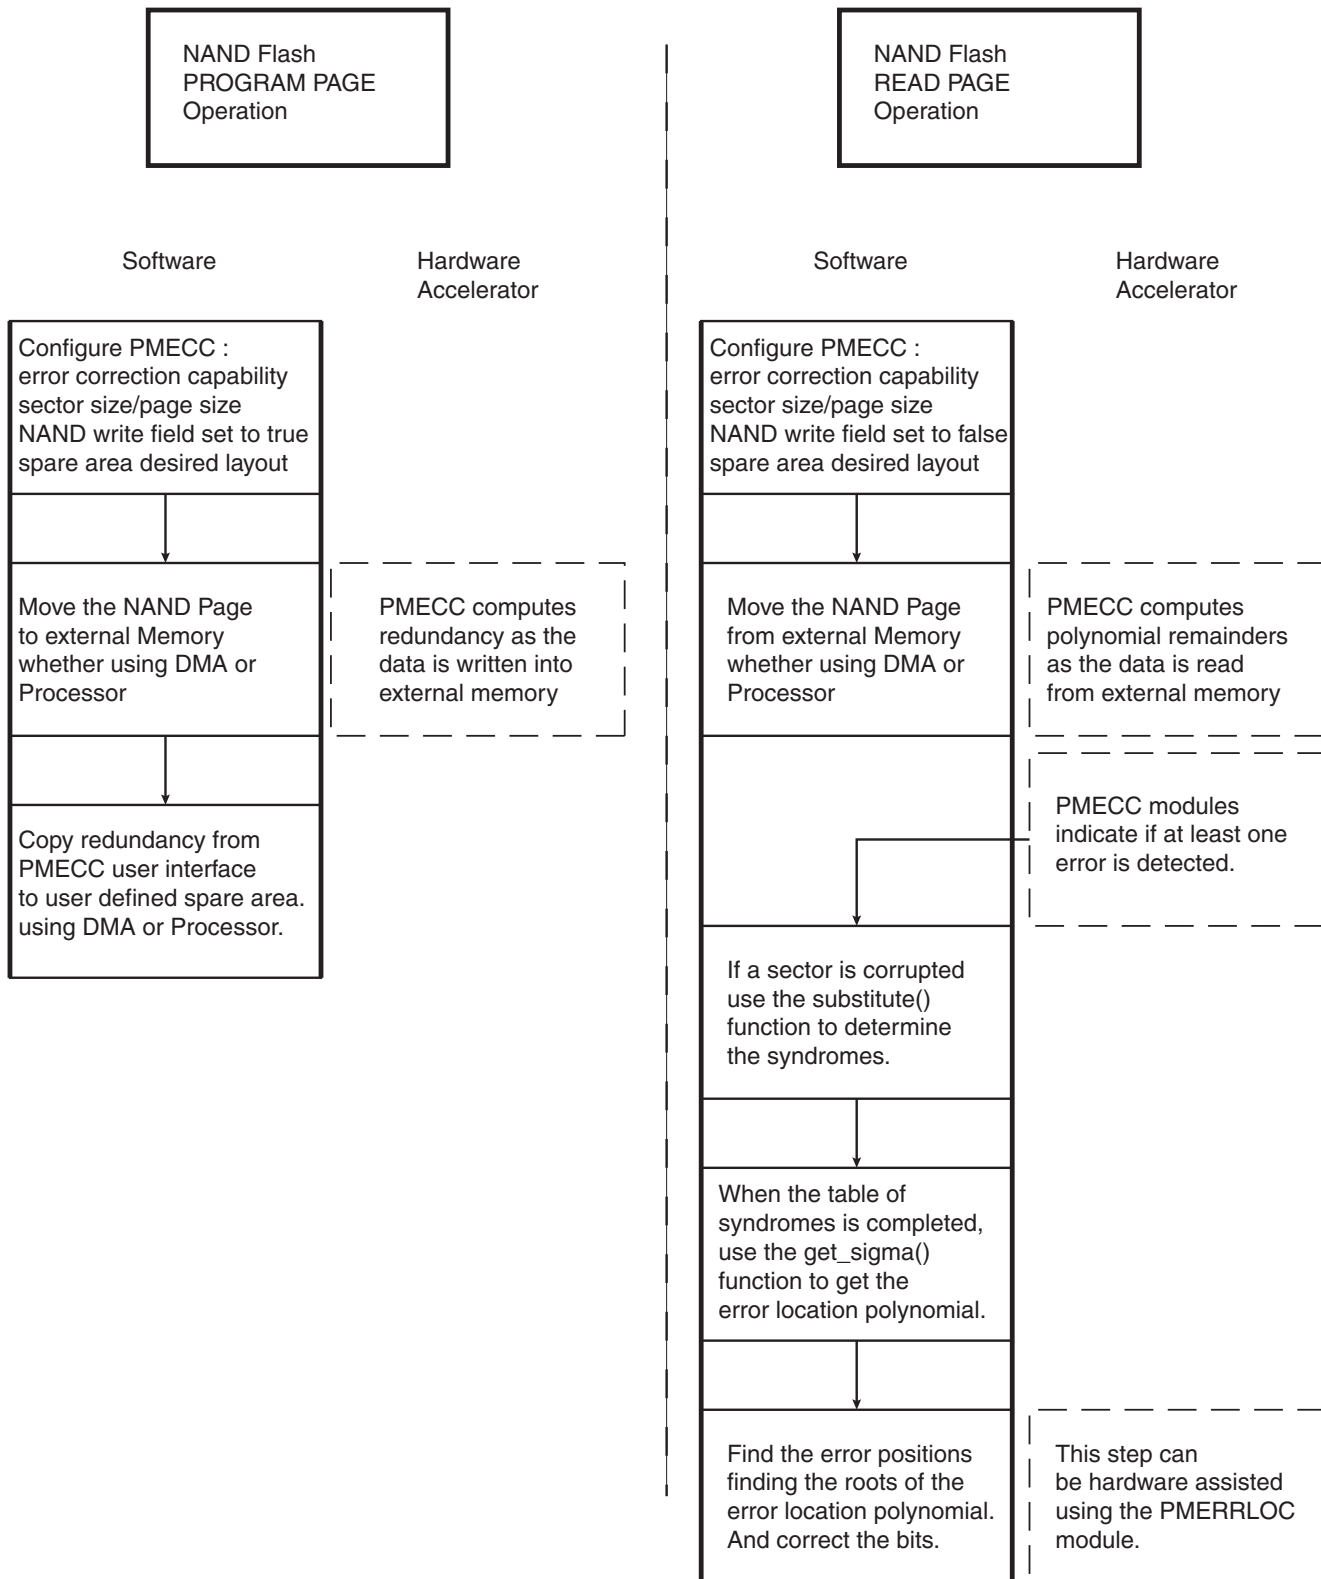 NAND Flash
PROGRAM PAGE
Operation
NAND Flash
READ PAGE
Operation
Software
Hardware
Accelerator
Software
Hardware
Accelerator
Configure PMECC :
error correction capability
sector size/page size
NAND write field set to true
spare area desired layout
Move the NAND Page
to external Memory
whether using DMA or
Processor
PMECC computes
redundancy as the
data is written into
external memory
Copy redundancy from
PMECC user interface
to user defined spare area.
using DMA or Processor.
Configure PMECC :
error correction capability
sector size/page size
NAND write field set to false
spare area desired layout
Move the NAND Page
from external Memory
whether using DMA or
Processor
PMECC computes
polynomial remainders
as the data is read
from external memory
PMECC modules
indicate if at least one
error is detected.
If a sector is corrupted
use the substitute()
function to determine
the syndromes.
When the table of
syndromes is completed,
use the get_sigma()
function to get the
error location polynomial.
Find the error positions
finding the roots of the
error location polynomial.
And correct the bits.
This step can
be hardware assisted
using the PMERRLOC
module.